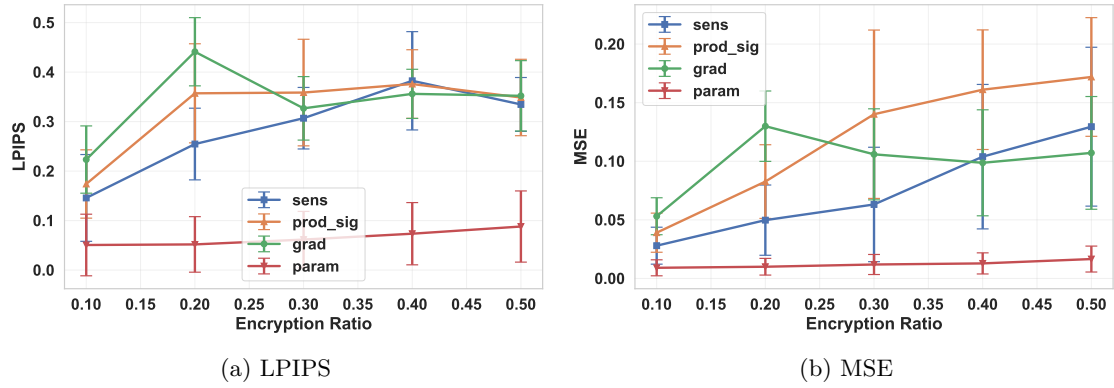 0.5
0.4
0.3
0.2
0.1
0.0
LPIPS
sens
prod_sig
grad
param
0.10 0.15 0.20 0.25 0.30 0.35 0.40 0.45 0.50
Encryption Ratio
(a) LPIPS
0.20
0.15
0.10
0.05
0.00
MSE
sens
prod_sig
grad
param
0.10 0.15 0.20 0.25 0.30 0.35 0.40 0.45 0.50
Encryption Ratio
(b) MSE